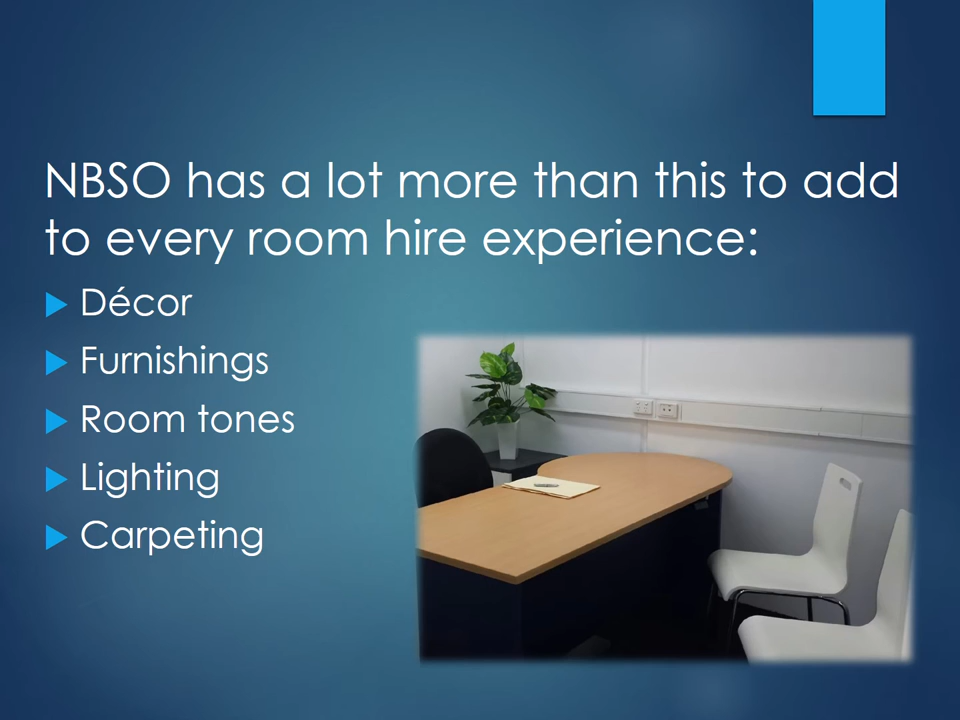 NBSO has a lot more than this to add
to every room hire experience:
Décor
Furnishings
Room tones
Lighting
Carpeting